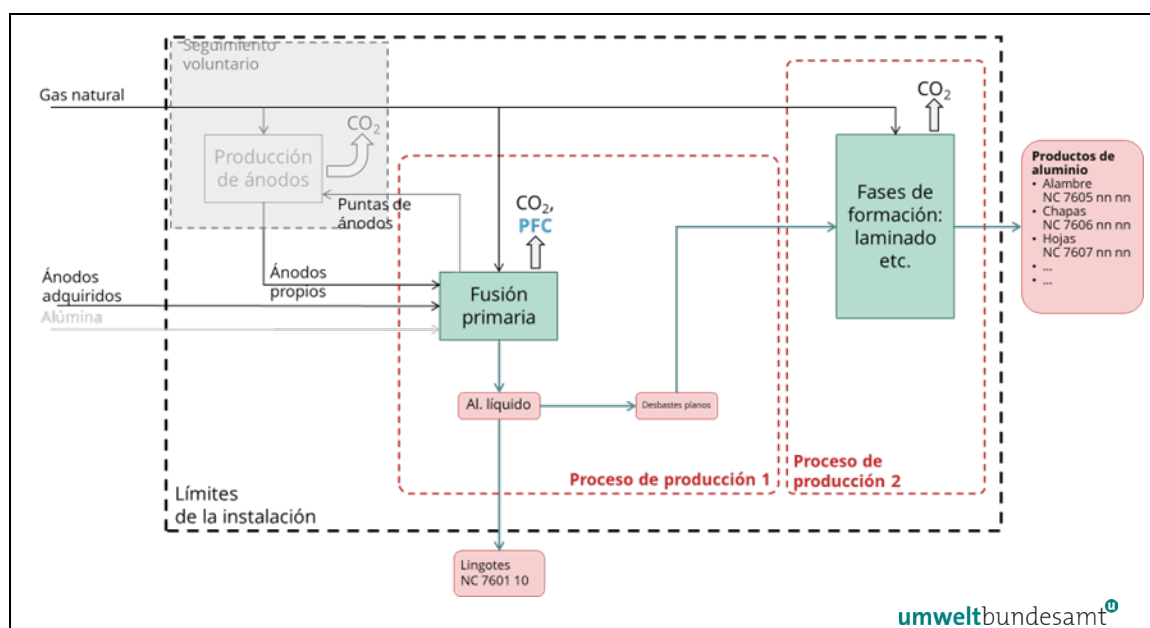 Seguimiento
voluntario
Gas natural
CO₂
Producción
de ánodos
Puntas de
ánodos
CO₂,
PFC
CO₂
Fases de
formación:
laminado
etc.
Productos de
aluminio
• Alambre
NC 7605 nn nn
• Chapas
NC 7606 nn nn
• Hojas
NC 7607 nn nn
• ...
• ...
Ánodos
adquiridos
Alúmina
Ánodos
propios
Fusión
primaria
Al. líquido
Desbastes planos
Proceso de producción 1
Proceso de
producción 2
Límites
de la instalación
Lingotes
NC 7601 10
umweltbundesamt
u